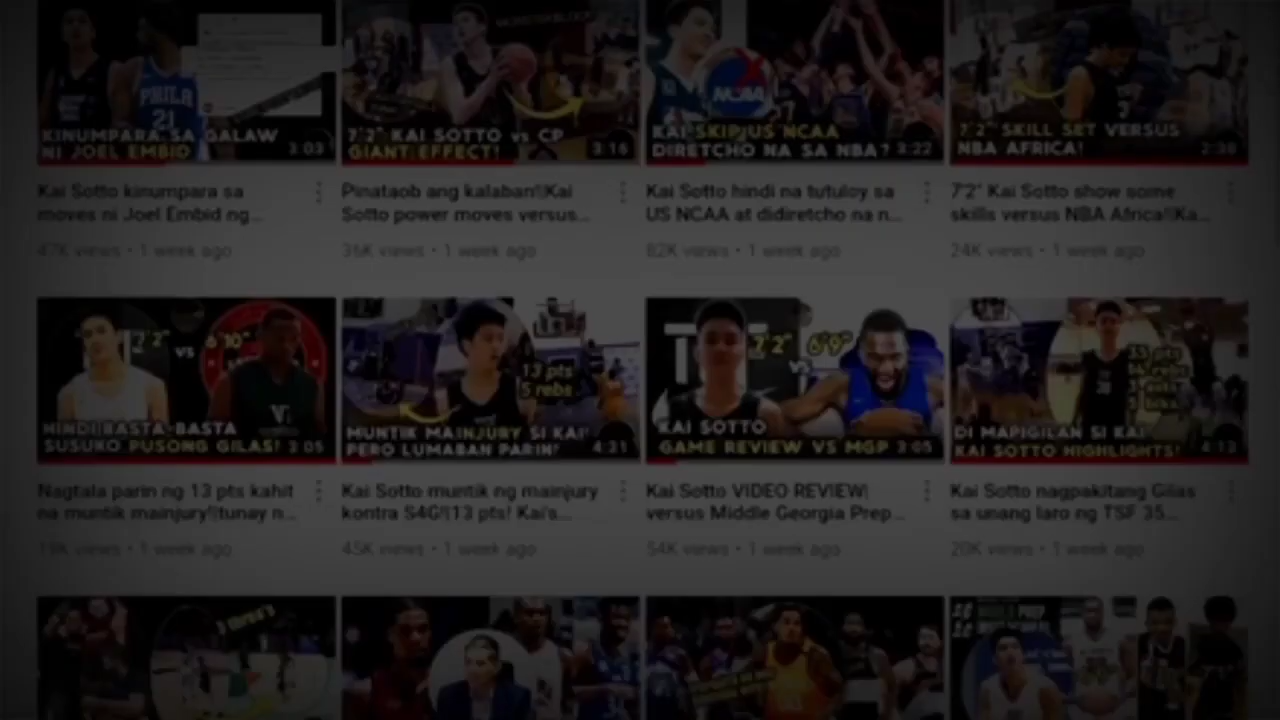 PHILA
21
KINUMPARA SA GALAW
NI JOEL EMBID
3:03
7'2" KAI SOTTO vs CP
GIANT EFFECT!
3:16
NCAA
KAI SKIP US NCAA
DIRETCHO NA SA NBA?
3:22
7'2" SKILL SET VERSUS
NBA AFRICA!
2:38
Kai Sotto kinumpara sa
moves ni Joel Embid ng...
47K views • 1 week ago
Pinataob ang kalaban!|Kai
Sotto power moves versus...
36K views • 1 week ago
Kai Sotto hindi na tutuloy sa
US NCAA at didiretcho na n...
82K views • 1 week ago
7'2" Kai Sotto show some
skills versus NBA Africa!|Ka...
24K views • 1 week ago
7'2" vs 6'10"
HINDI BASTA-BASTA
SUSUKO PUSONG GILAS!
3:05
13 pts
5 rebs
MUNTIK MAINJURY SI KAI
PERO LUMABAN PARIN!
4:21
7'2" vs 6'9"
KAI SOTTO
GAME REVIEW VS MGP
3:05
DI MAPIGILAN SI KAI
KAI SOTTO HIGHLIGHTS!
4:13
Nagtala parin ng 13 pts kahit
na muntik mainjury!|tunay n...
views • 1 week ago
Kai Sotto muntik ng mainjury
kontra S4G!|13 pts! Kai's...
45K views • 1 week ago
Kai Sotto VIDEO REVIEW|
versus Middle Georgia Prep...
54K views • 1 week ago
Kai Sotto nagpakitang Gilas
sa unang laro ng TSF 35...
20K views • 1 week ago